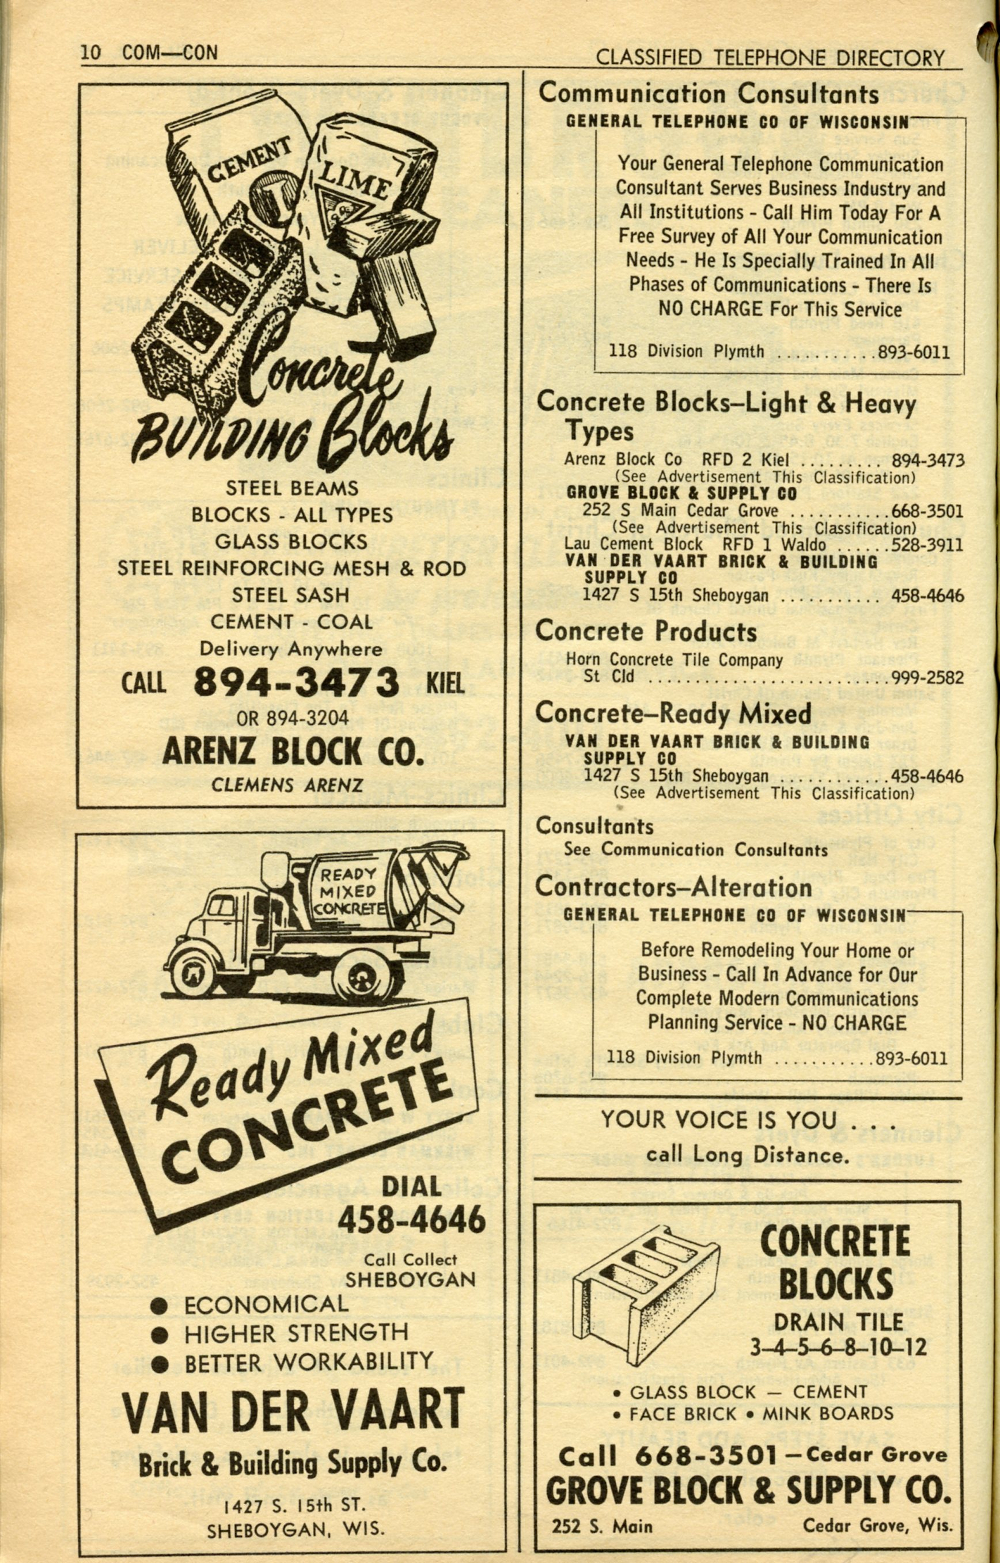 10 COM—CON
CLASSIFIED TELEPHONE DIRECTORY
CEMENT
LIME
Concrete
BUILDING Blocks
STEEL BEAMS
BLOCKS - ALL TYPES
GLASS BLOCKS
STEEL REINFORCING MESH & ROD
STEEL SASH
CEMENT - COAL
Delivery Anywhere
CALL 894-3473 KIEL
OR 894-3204
ARENZ BLOCK CO.
CLEMENS ARENZ
READY
MIXED
CONCRETE
Ready Mixed
CONCRETE
DIAL
458-4646
Call Collect
SHEBOYGAN
● ECONOMICAL
● HIGHER STRENGTH
● BETTER WORKABILITY
VAN DER VAART
Brick & Building Supply Co.
1427 S. 15th ST.
SHEBOYGAN, WIS.
Communication Consultants
GENERAL TELEPHONE CO OF WISCONSIN
Your General Telephone Communication
Consultant Serves Business Industry and
All Institutions - Call Him Today For A
Free Survey of All Your Communication
Needs - He Is Specially Trained In All
Phases of Communications - There Is
NO CHARGE For This Service
118 Division Plymth ...........893-6011
Concrete Blocks—Light & Heavy
Types
Arenz Block Co RFD 2 Kiel ......... 894-3473
(See Advertisement This Classification)
GROVE BLOCK & SUPPLY CO
252 S Main Cedar Grove ...........668-3501
(See Advertisement This Classification)
Lau Cement Block RFD 1 Waldo ......528-3911
VAN DER VAART BRICK & BUILDING
SUPPLY CO
1427 S 15th Sheboygan ........... 458-4646
Concrete Products
Horn Concrete Tile Company
St Cld ..........................999-2582
Concrete—Ready Mixed
VAN DER VAART BRICK & BUILDING
SUPPLY CO
1427 S 15th Sheboygan ............458-4646
(See Advertisement This Classification)
Consultants
See Communication Consultants
Contractors—Alteration
GENERAL TELEPHONE CO OF WISCONSIN
Before Remodeling Your Home or
Business - Call In Advance for Our
Complete Modern Communications
Planning Service - NO CHARGE
118 Division Plymth ...........893-6011
YOUR VOICE IS YOU . . .
call Long Distance.
CONCRETE
BLOCKS
DRAIN TILE
3—4—5—6—8—10—12
• GLASS BLOCK — CEMENT
• FACE BRICK • MINK BOARDS
Call 668-3501 — Cedar Grove
GROVE BLOCK & SUPPLY CO.
252 S. Main Cedar Grove, Wis.